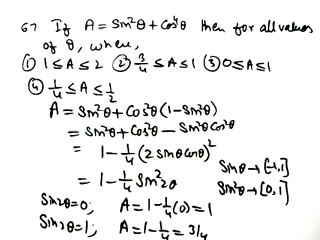 67. If A = Sin²θ + Cos⁴θ then for all values
of θ, where,
① 1 ≤ A ≤ 2 ② 3/4 ≤ A ≤ 1 ③ 0 ≤ A ≤ 1
④ 1/4 ≤ A ≤ 1/2
A = Sin²θ + Cos²θ (1 - Sin²θ)
= Sin²θ + Cos²θ - Sin²θ Cos²θ
= 1 - 1/4 (2 sinθ cosθ)²
= 1 - 1/4 Sin²2θ
Sinθ → [-1,1]
Sin²θ → [0,1]
Sin2θ = 0; A = 1 - 1/4 (0) = 1
Sin2θ = 1; A = 1 - 1/4 = 3/4